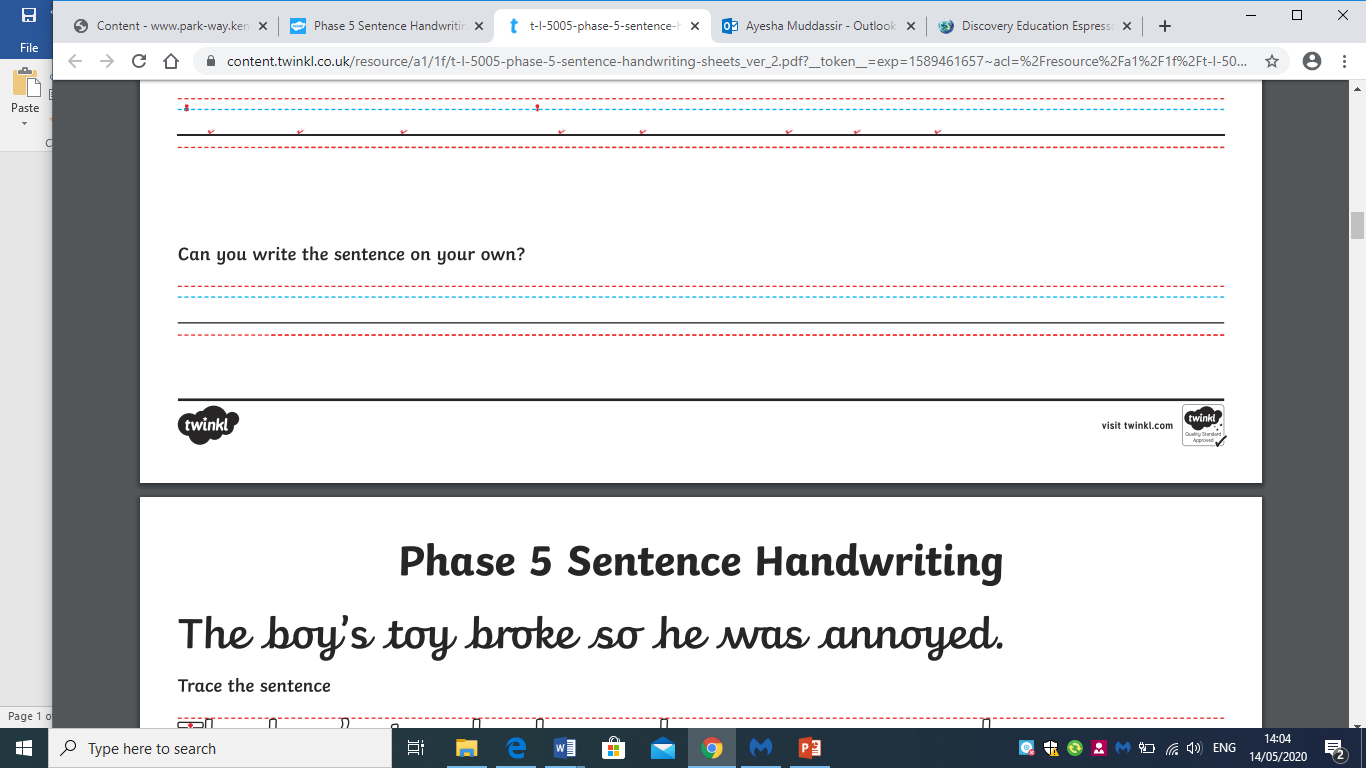 Content - www.park-way.ken
Phase 5 Sentence Handwritin
t-l-5005-phase-5-sentence-h
Ayesha Muddassir - Outlook
Discovery Education Espress
File
content.twinkl.co.uk/resource/a1/1f/t-l-5005-phase-5-sentence-handwriting-sheets_ver_2.pdf?__token__=exp=1589461657~acl=%2Fresource%2Fa1%2F1f%2Ft-l-50...
Paste
C
Can you write the sentence on your own?
twinkl
visit twinkl.com
twinkl
Quality Standard
Approved
Phase 5 Sentence Handwriting
The boy's toy broke so he was annoyed.
Trace the sentence
Page 1 o
Type here to search
ENG
14:04
14/05/2020
2